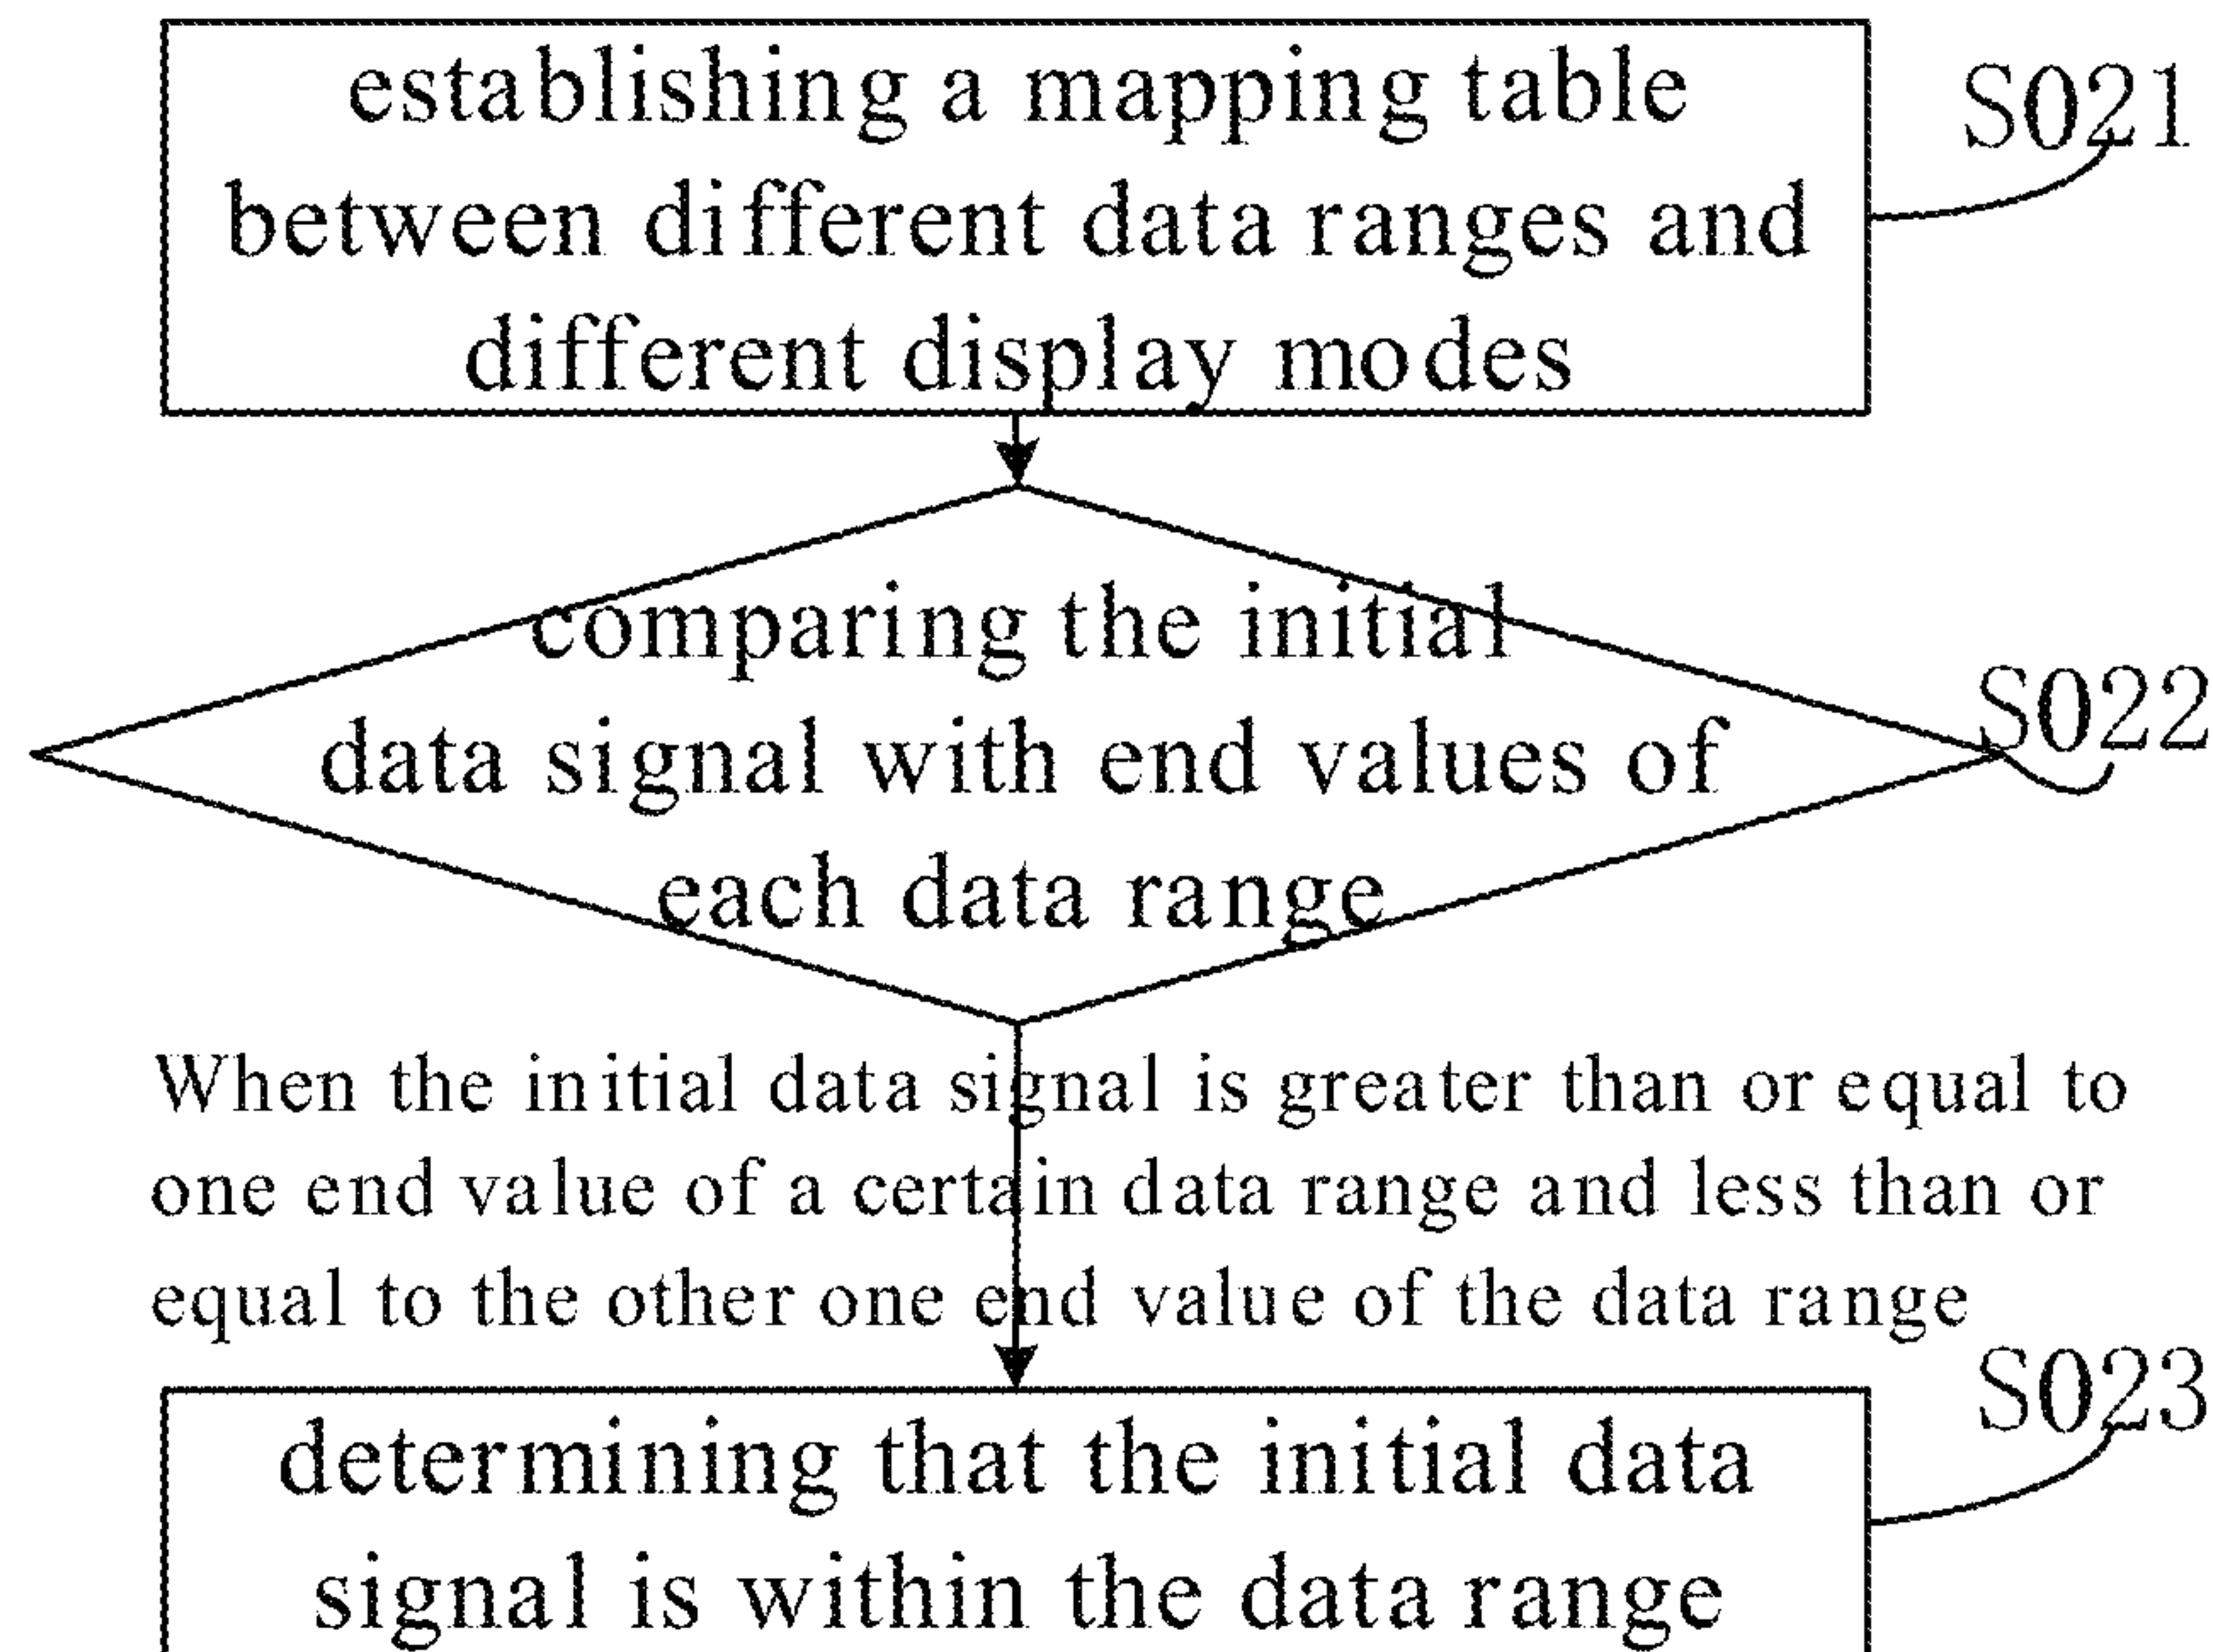 establishing a mapping table
between different data ranges and
different display modes
S021
comparing the initial
data signal with end values of
each data range
S022
When the initial data signal is greater than or equal to
one end value of a certain data range and less than or
equal to the other one end value of the data range
S023
determining that the initial data
signal is within the data range